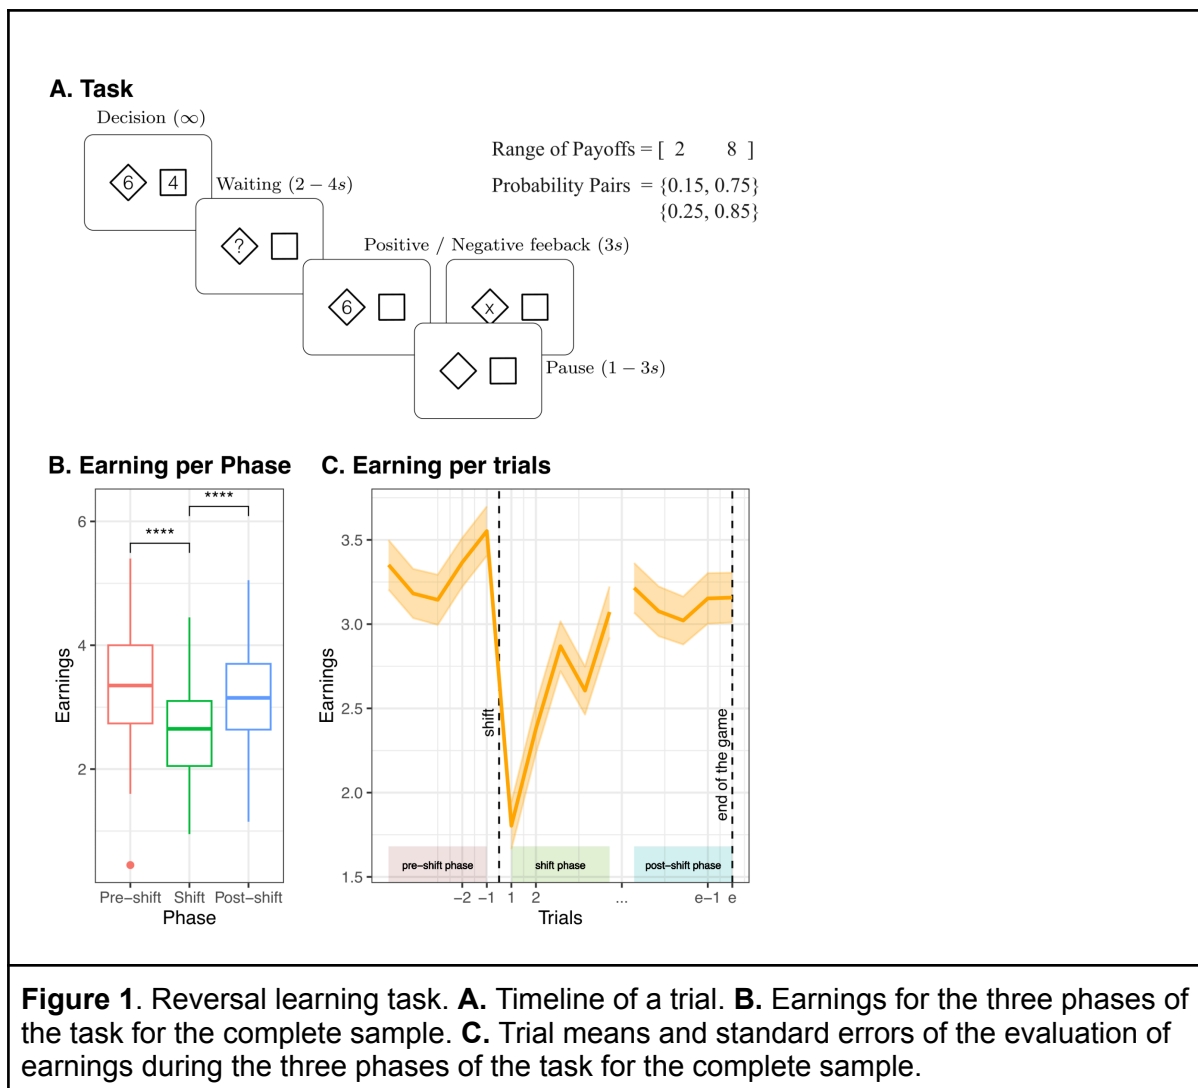 A. Task
Decision (∞)
6 4
Waiting (2 − 4s)
? 
Range of Payoffs = [ 2 8 ]
Probability Pairs = {0.15, 0.75}
{0.25, 0.85}
Positive / Negative feeback (3s)
6
x
Pause (1 − 3s)
B. Earning per Phase
****
****
6
4
2
Earnings
Pre−shift Shift Post−shift
Phase
C. Earning per trials
3.5
3.0
2.5
2.0
1.5
Earnings
shift
end of the game
pre−shift phase
shift phase
post−shift phase
−2 −1 1 2 ... e−1 e
Trials
Figure 1. Reversal learning task. A. Timeline of a trial. B. Earnings for the three phases of
the task for the complete sample. C. Trial means and standard errors of the evaluation of
earnings during the three phases of the task for the complete sample.